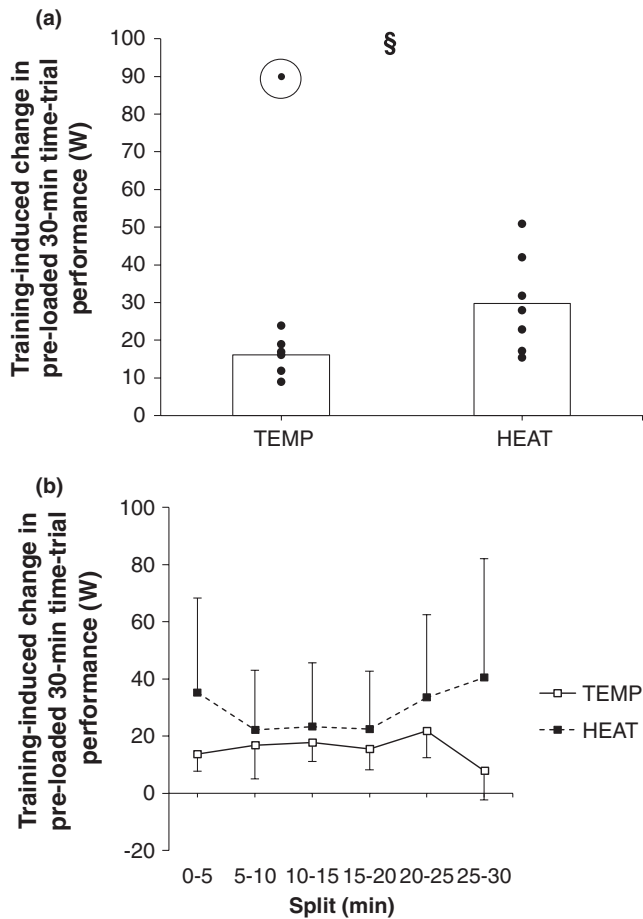 (a)
Training-induced change in
pre-loaded 30-min time-trial
performance (W)
100
90
80
70
60
50
40
30
20
10
0
§
TEMP
HEAT
(b)
Training-induced change in
pre-loaded 30-min time-trial
performance (W)
100
80
60
40
20
0
-20
TEMP
HEAT
0-5 5-10 10-15 15-20 20-25 25-30
Split (min)